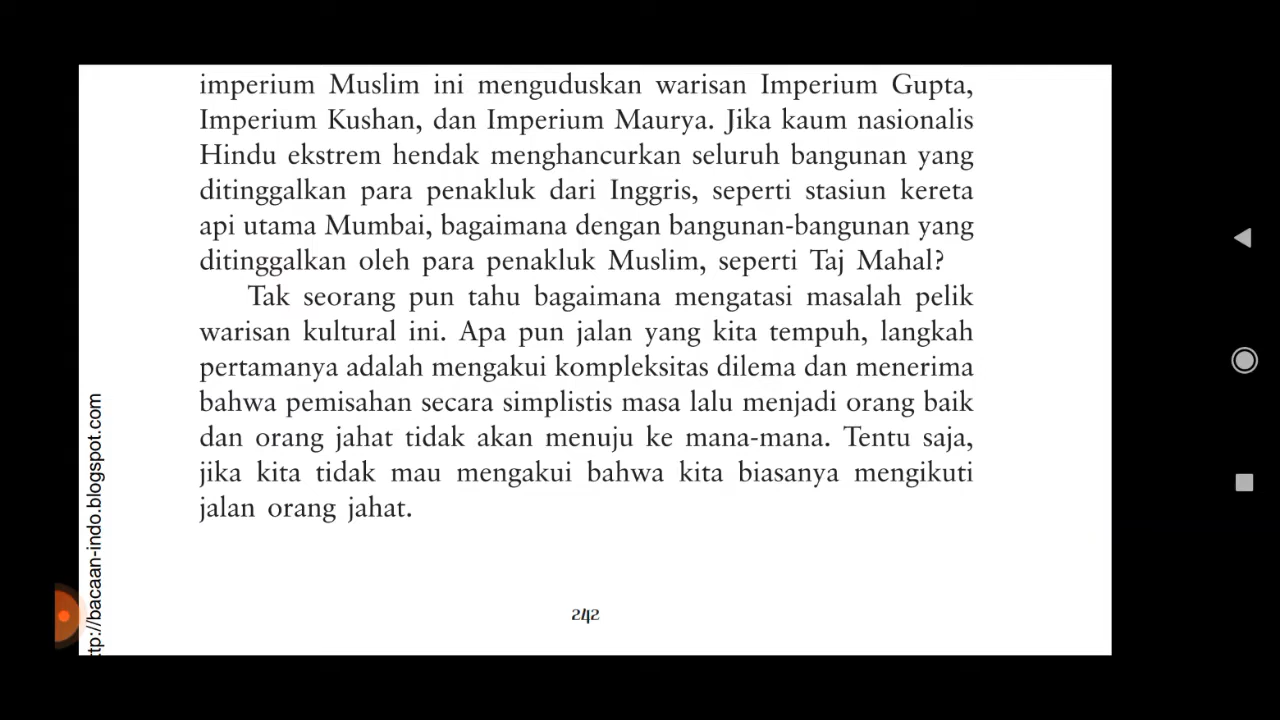 imperium Muslim ini menguduskan warisan Imperium Gupta,
Imperium Kushan, dan Imperium Maurya. Jika kaum nasionalis
Hindu ekstrem hendak menghancurkan seluruh bangunan yang
ditinggalkan para penakluk dari Inggris, seperti stasiun kereta
api utama Mumbai, bagaimana dengan bangunan-bangunan yang
ditinggalkan oleh para penakluk Muslim, seperti Taj Mahal?
Tak seorang pun tahu bagaimana mengatasi masalah pelik
warisan kultural ini. Apa pun jalan yang kita tempuh, langkah
pertamanya adalah mengakui kompleksitas dilema dan menerima
bahwa pemisahan secara simplistis masa lalu menjadi orang baik
dan orang jahat tidak akan menuju ke mana-mana. Tentu saja,
jika kita tidak mau mengakui bahwa kita biasanya mengikuti
jalan orang jahat.
242
ttp://bacaan-indo.blogspot.com